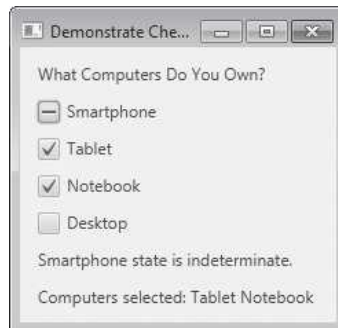 Demonstrate Che...
What Computers Do You Own?
Smartphone
Tablet
Notebook
Desktop
Smartphone state is indeterminate.
Computers selected: Tablet Notebook